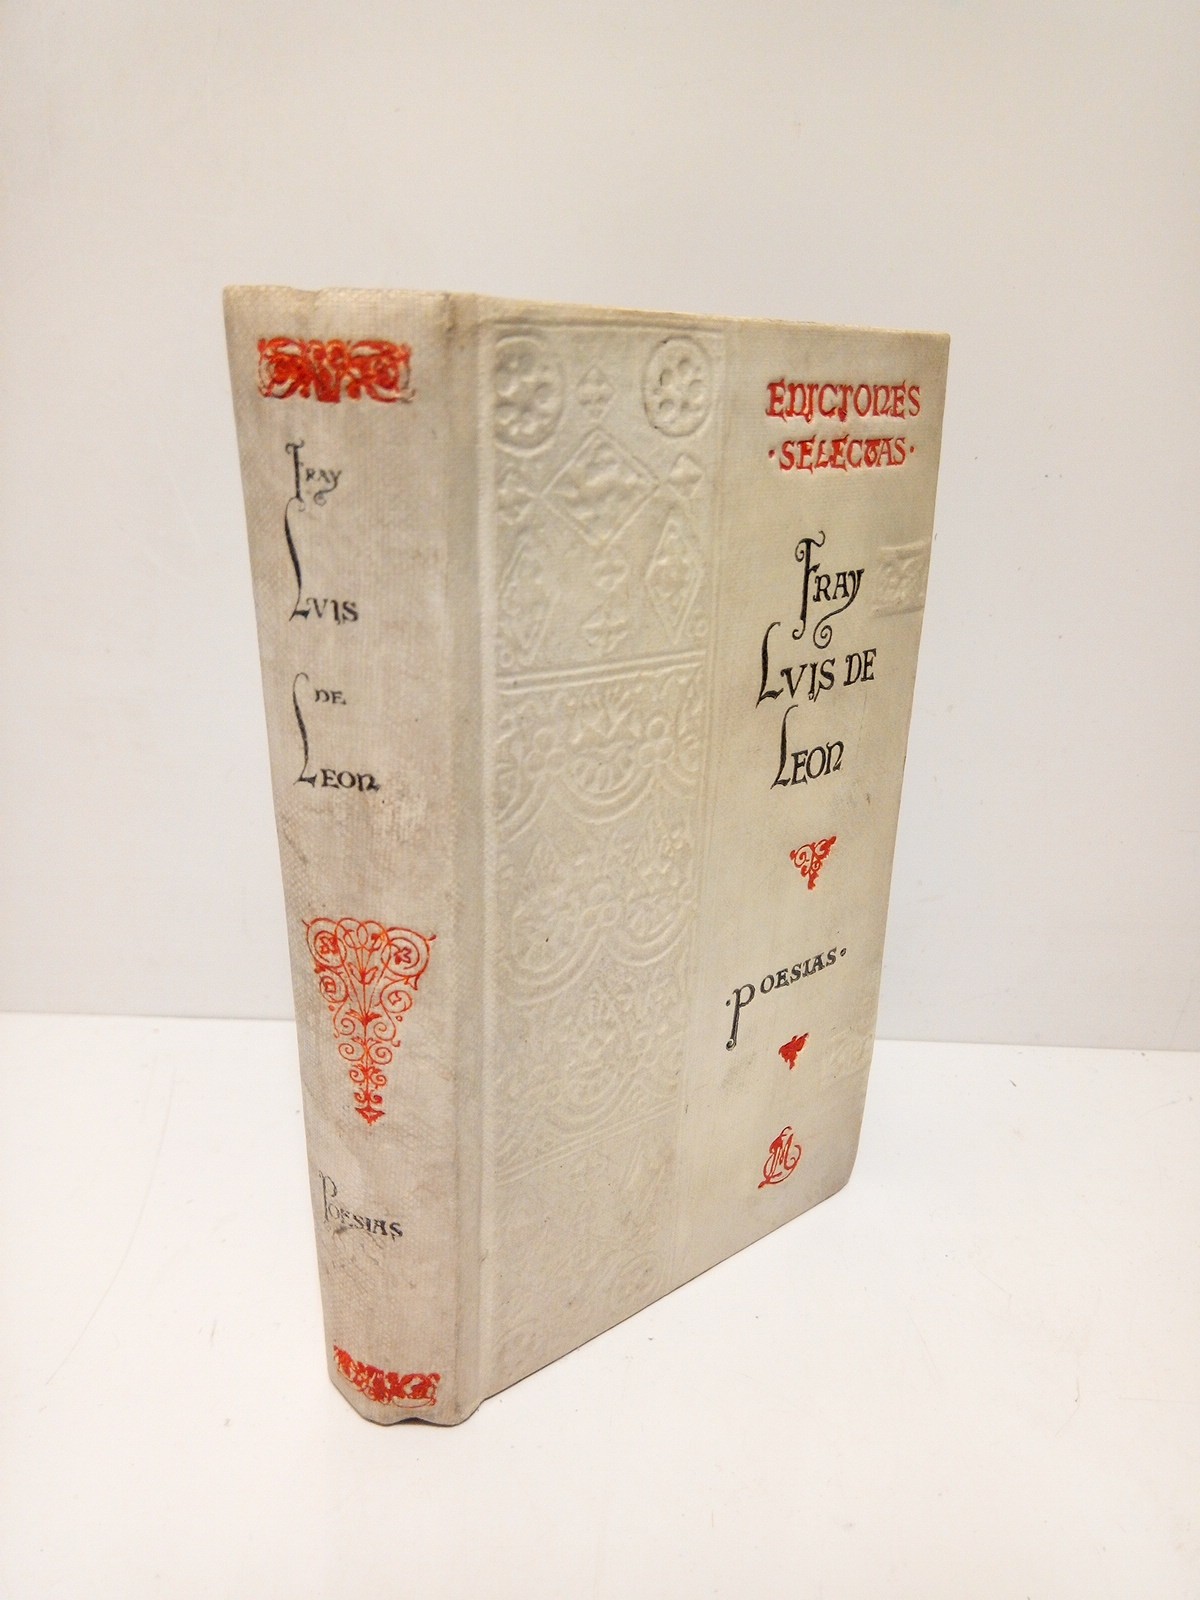 FRAY
LVIS
DE
LEON
POESIAS
EDICIONES
·SELECTAS·
FRAY
LVIS DE
LEON
·POESIAS·